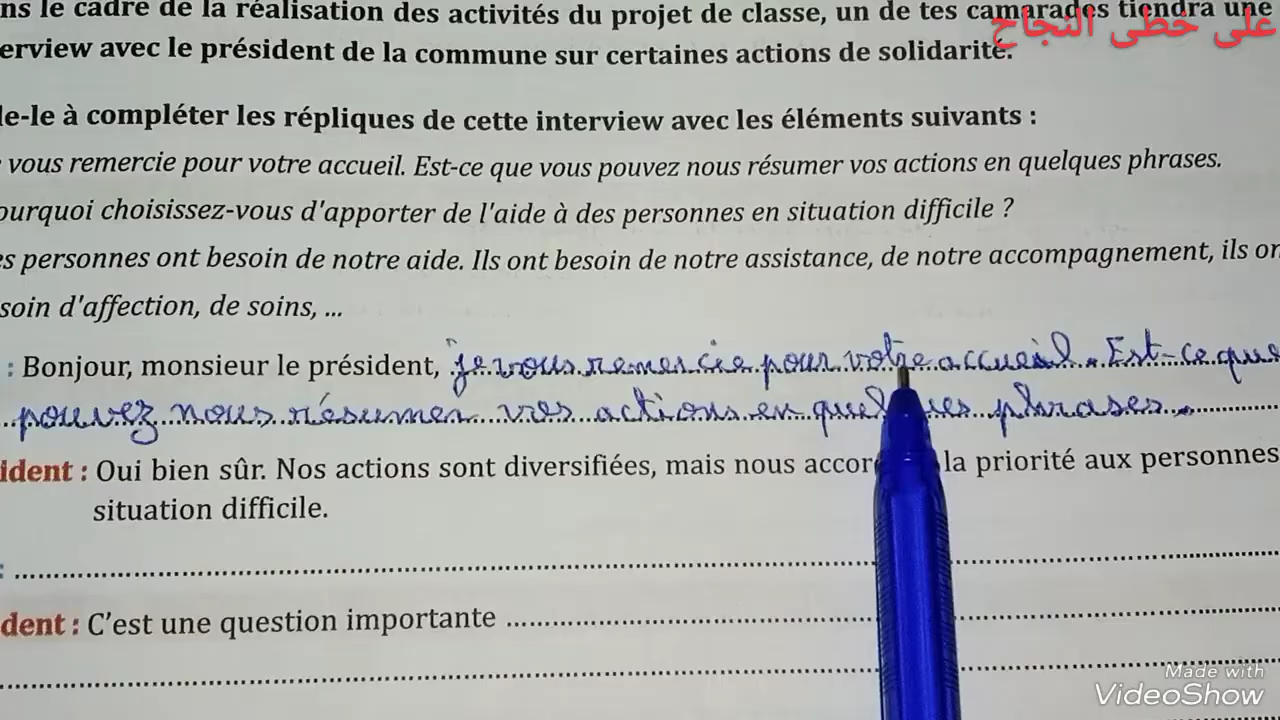 ns le cadre de la réalisation des activités du projet de classe, un de tes camarades tiendra une
على خطى النجاح
erview avec le président de la commune sur certaines actions de solidarité.
le-le à compléter les répliques de cette interview avec les éléments suivants :
vous remercie pour votre accueil. Est-ce que vous pouvez nous résumer vos actions en quelques phrases.
ourquoi choisissez-vous d'apporter de l'aide à des personnes en situation difficile ?
es personnes ont besoin de notre aide. Ils ont besoin de notre assistance, de notre accompagnement, ils on
soin d'affection, de soins, ...
: Bonjour, monsieur le président, je vous remercie pour votre accueil. Est-ce que
pouvez nous résumer vos actions en quelques phrases.
ident : Oui bien sûr. Nos actions sont diversifiées, mais nous accor la priorité aux personnes
situation difficile.
:
dent : C'est une question importante
Made with
VideoShow